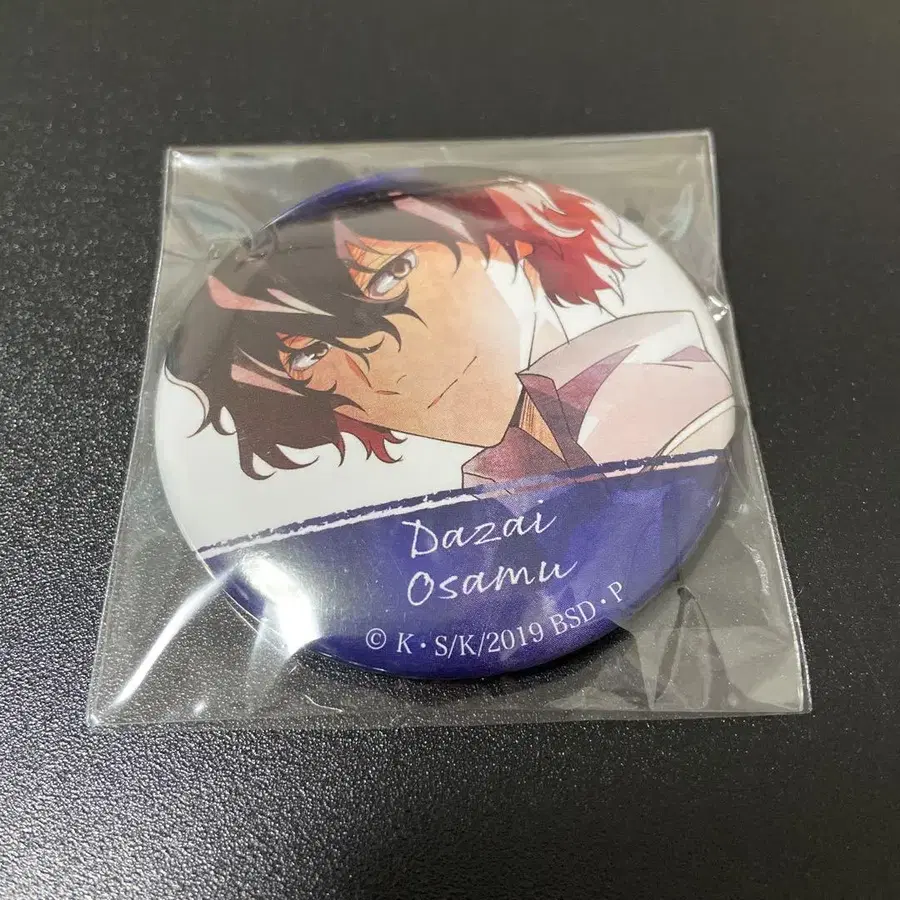 Dazai
Osamu
© K・S/K/2019 BSD・P